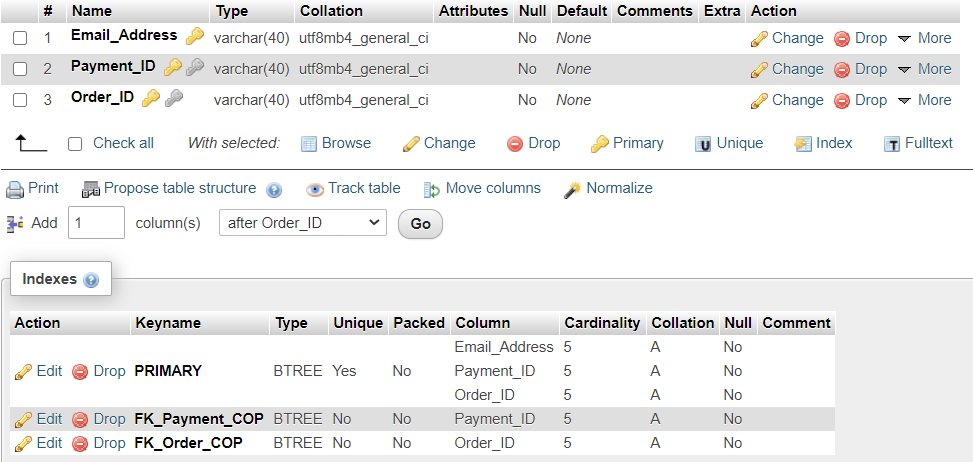 # Name Type Collation Attributes Null Default Comments Extra Action
1 Email_Address varchar(40) utf8mb4_general_ci No None Change Drop More
2 Payment_ID varchar(40) utf8mb4_general_ci No None Change Drop More
3 Order_ID varchar(40) utf8mb4_general_ci No None Change Drop More
Check all With selected: Browse Change Drop Primary Unique Index Fulltext
Print Propose table structure Track table Move columns Normalize
Add 1 column(s) after Order_ID Go
Indexes
Action Keyname Type Unique Packed Column Cardinality Collation Null Comment
Email_Address 5 A No
Edit Drop PRIMARY BTREE Yes No Payment_ID 5 A No
Order_ID 5 A No
Edit Drop FK_Payment_COP BTREE No No Payment_ID 5 A No
Edit Drop FK_Order_COP BTREE No No Order_ID 5 A No